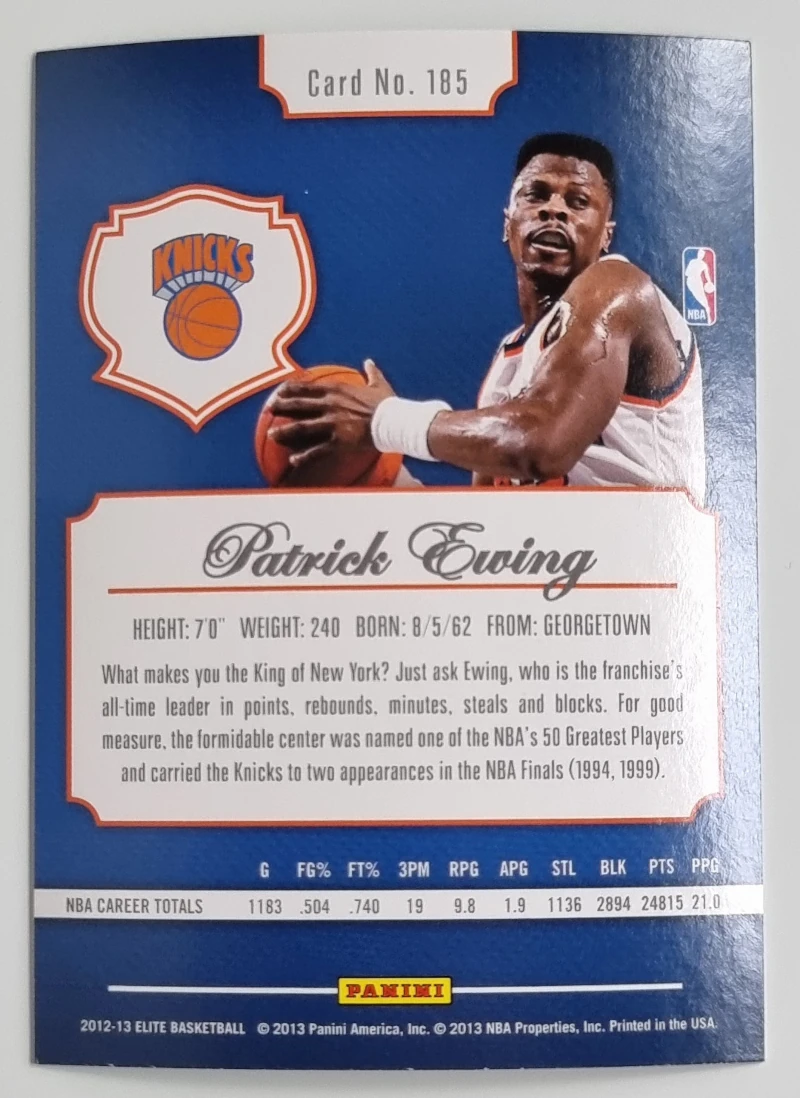 Card No. 185
KNICKS
NBA
Patrick Ewing
HEIGHT: 7'0" WEIGHT: 240 BORN: 8/5/62 FROM: GEORGETOWN
What makes you the King of New York? Just ask Ewing, who is the franchise's
all-time leader in points, rebounds, minutes, steals and blocks. For good
measure, the formidable center was named one of the NBA's 50 Greatest Players
and carried the Knicks to two appearances in the NBA Finals (1994, 1999).
G FG% FT% 3PM RPG APG STL BLK PTS PPG
NBA CAREER TOTALS 1183 .504 .740 19 9.8 1.9 1136 2894 24815 21.0
PANINI
2012-13 ELITE BASKETBALL © 2013 Panini America, Inc. © 2013 NBA Properties, Inc. Printed in the USA.